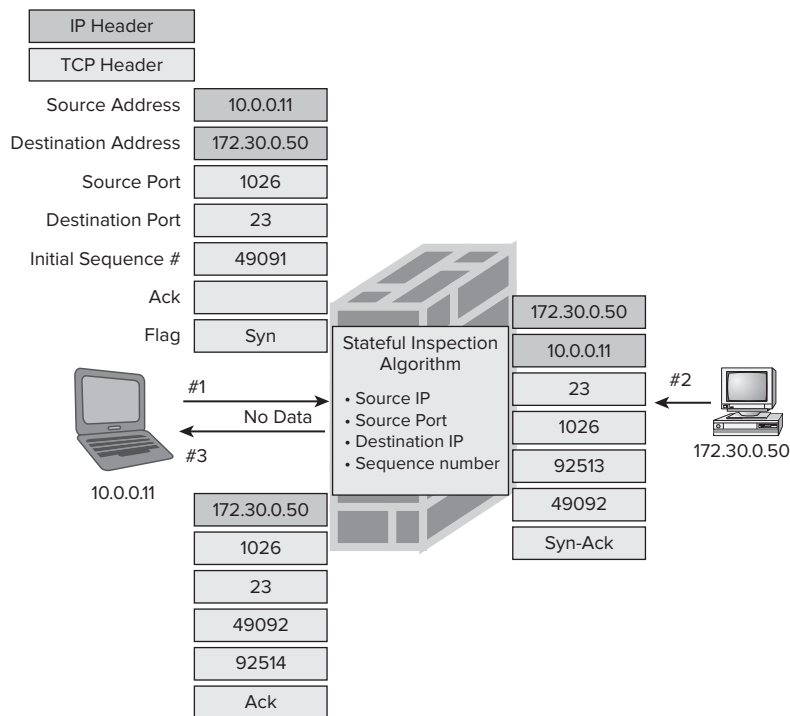 IP Header
TCP Header
Source Address
10.0.0.11
Destination Address
172.30.0.50
Source Port
1026
Destination Port
23
Initial Sequence #
49091
Ack
Flag
Syn
#1
No Data
#3
10.0.0.11
Stateful Inspection
Algorithm
• Source IP
• Source Port
• Destination IP
• Sequence number
172.30.0.50
10.0.0.11
23
1026
92513
49092
Syn-Ack
#2
172.30.0.50
172.30.0.50
1026
23
49092
92514
Ack